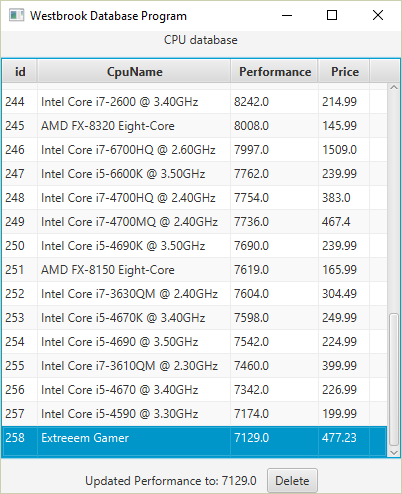 Westbrook Database Program
CPU database
id CpuName Performance Price
244 Intel Core i7-2600 @ 3.40GHz 8242.0 214.99
245 AMD FX-8320 Eight-Core 8008.0 145.99
246 Intel Core i7-6700HQ @ 2.60GHz 7997.0 1509.0
247 Intel Core i5-6600K @ 3.50GHz 7762.0 239.99
248 Intel Core i7-4700HQ @ 2.40GHz 7754.0 383.0
249 Intel Core i7-4700MQ @ 2.40GHz 7736.0 467.4
250 Intel Core i5-4690K @ 3.50GHz 7690.0 239.99
251 AMD FX-8150 Eight-Core 7619.0 165.99
252 Intel Core i7-3630QM @ 2.40GHz 7604.0 304.49
253 Intel Core i5-4670K @ 3.40GHz 7598.0 249.99
254 Intel Core i5-4690 @ 3.50GHz 7542.0 224.99
255 Intel Core i7-3610QM @ 2.30GHz 7460.0 399.99
256 Intel Core i5-4670 @ 3.40GHz 7342.0 226.99
257 Intel Core i5-4590 @ 3.30GHz 7174.0 199.99
258 Extreeem Gamer 7129.0 477.23
Updated Performance to: 7129.0 Delete